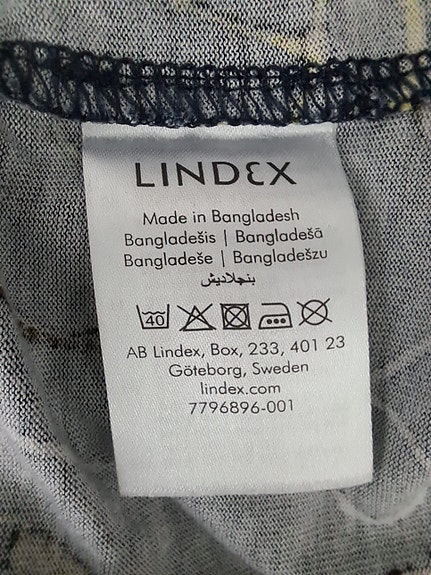 LINDEX
Made in Bangladesh
Bangladešis | Bangladešā
Bangladeše | Bangladešzu
بنجلاديش
40
AB Lindex, Box, 233, 401 23
Göteborg, Sweden
lindex.com
7796896-001